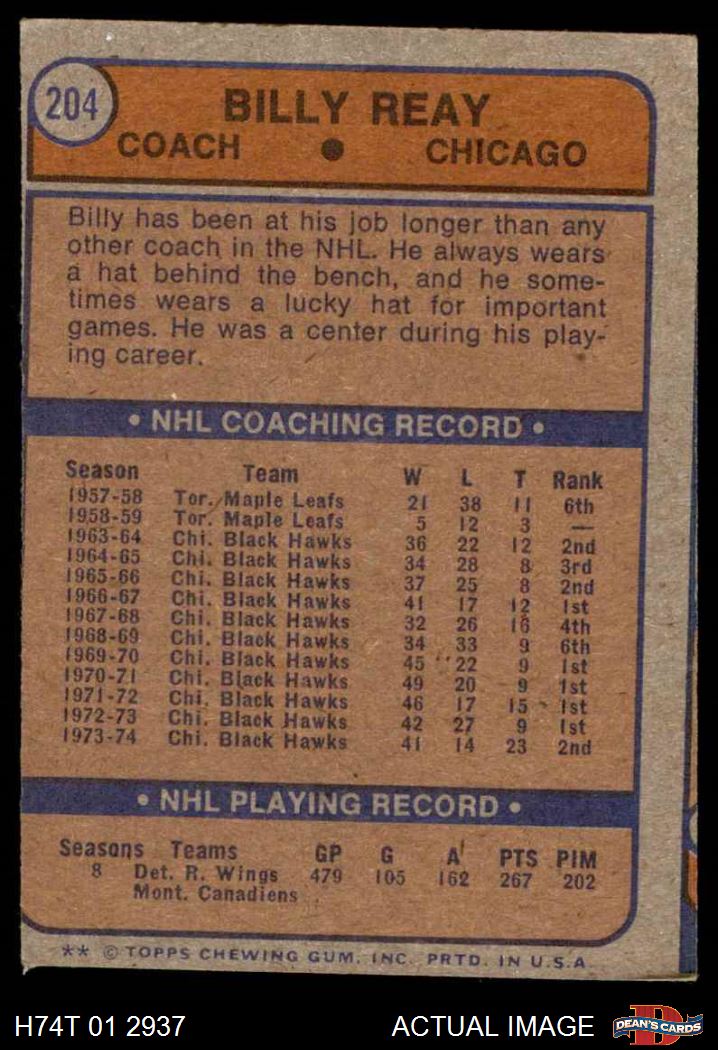 204
BILLY REAY
COACH ● CHICAGO
Billy has been at his job longer than any
other coach in the NHL. He always wears
a hat behind the bench, and he some-
times wears a lucky hat for important
games. He was a center during his play-
ing career.
• NHL COACHING RECORD •
Season Team W L T Rank
1957-58 Tor. Maple Leafs 21 38 11 6th
1958-59 Tor. Maple Leafs 5 12 3 —
1963-64 Chi. Black Hawks 36 22 12 2nd
1964-65 Chi. Black Hawks 34 28 8 3rd
1965-66 Chi. Black Hawks 37 25 8 2nd
1966-67 Chi. Black Hawks 41 17 12 1st
1967-68 Chi. Black Hawks 32 26 16 4th
1968-69 Chi. Black Hawks 34 33 9 6th
1969-70 Chi. Black Hawks 45 22 9 1st
1970-71 Chi. Black Hawks 49 20 9 1st
1971-72 Chi. Black Hawks 46 17 15 1st
1972-73 Chi. Black Hawks 42 27 9 1st
1973-74 Chi. Black Hawks 41 14 23 2nd
• NHL PLAYING RECORD •
Seasons Teams GP G A PTS PIM
8 Det. R. Wings 479 105 162 267 202
Mont. Canadiens
** © TOPPS CHEWING GUM, INC. PRTD. IN U.S.A.
H74T 01 2937 ACTUAL IMAGE D DEAN'S CARDS